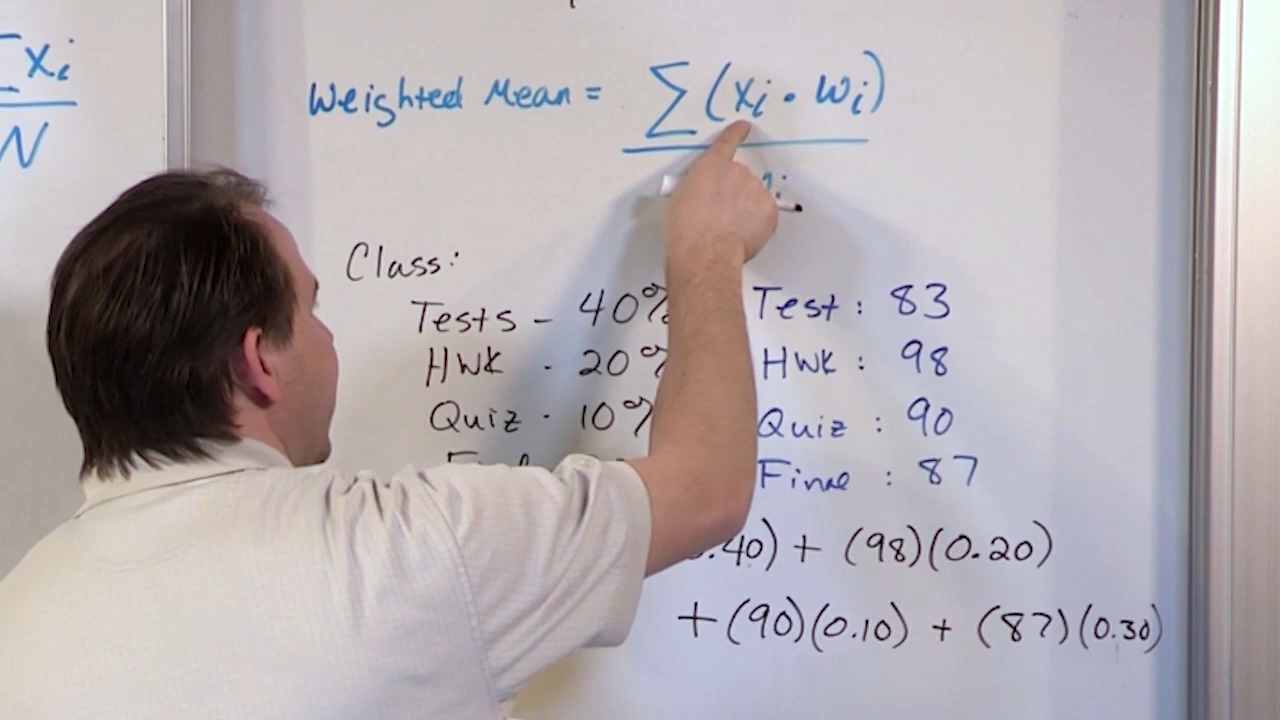 Σxᵢ
N
Weighted Mean = Σ(xᵢ · wᵢ)
Class:
Tests - 40%
HWK - 20%
Quiz - 10%
Test : 83
HWK : 98
Quiz : 90
Final : 87
.40) + (98)(0.20)
+ (90)(0.10) + (87)(0.30)